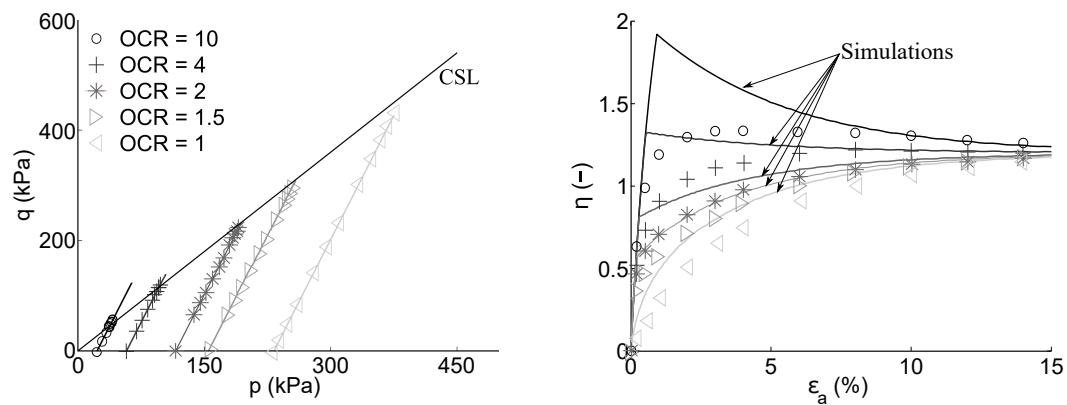 600
400
200
0
q (kPa)
OCR = 10
OCR = 4
OCR = 2
OCR = 1.5
OCR = 1
CSL
0
150
300
450
p (kPa)
2
1.5
1
0.5
0
η (−)
Simulations
0
5
10
15
εa (%)